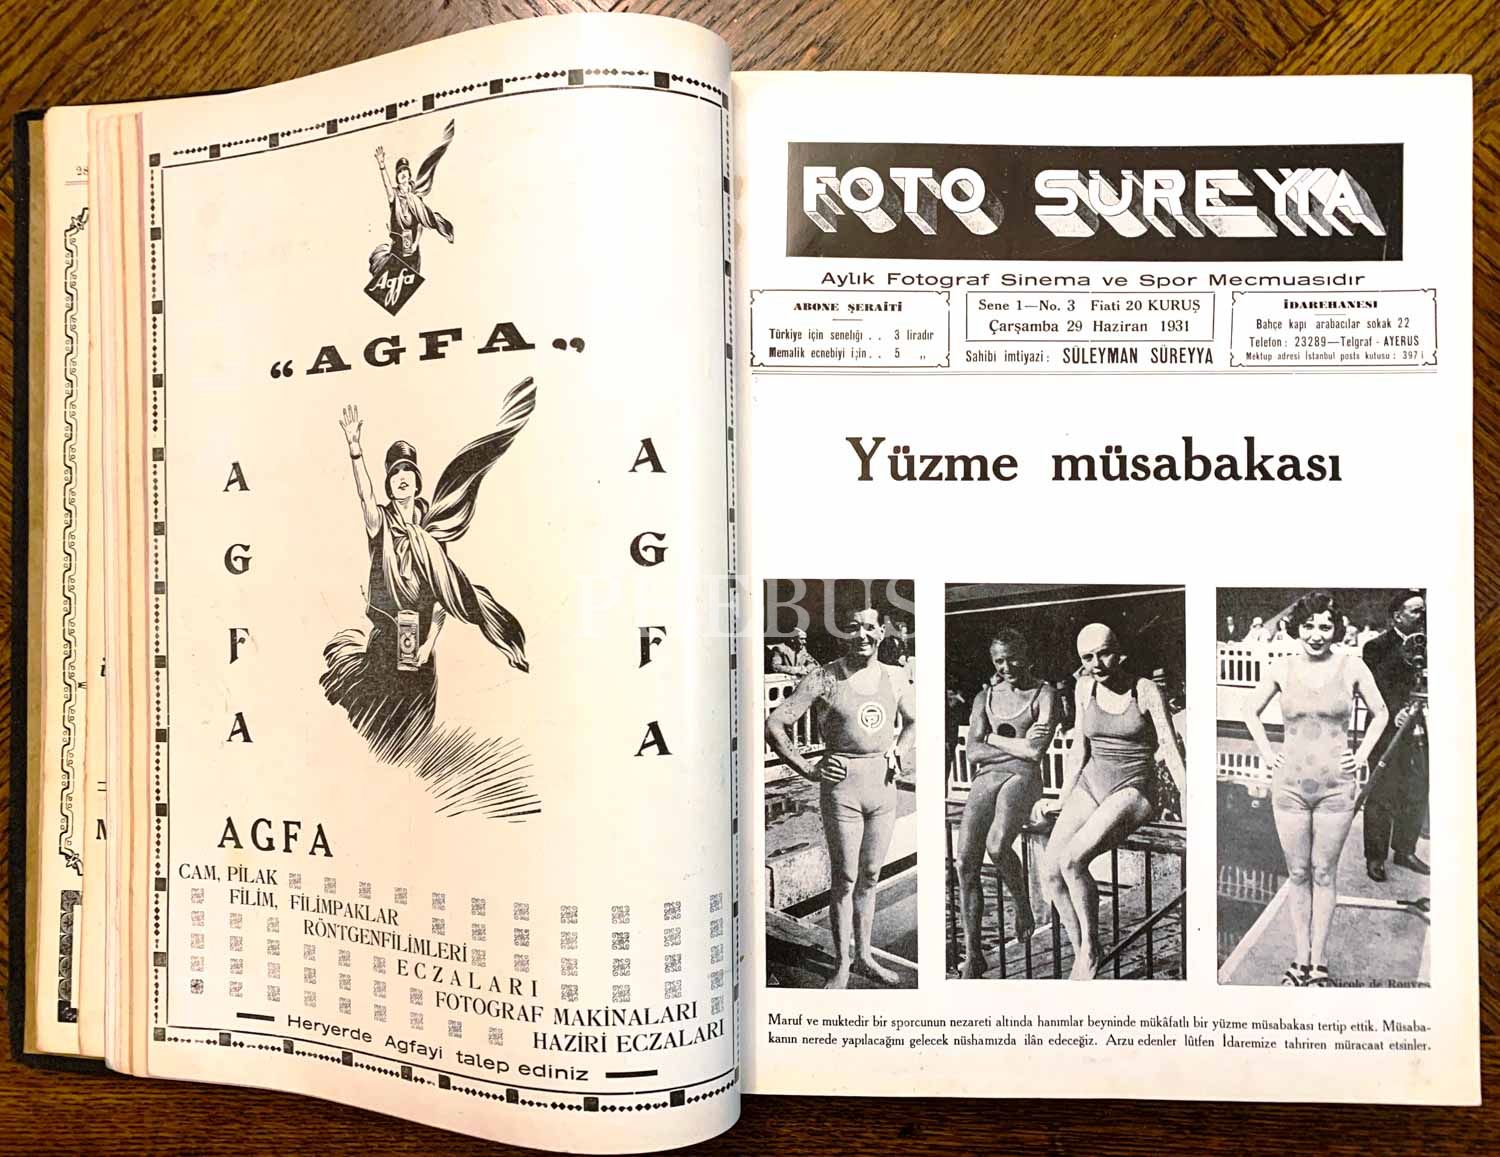 Agfa
“AGFA„
A
G
F
A
A
G
F
A
AGFA
CAM, PİLAK
FİLİM, FİLİMPAKLAR
RÖNTGENFİLİMLERİ
ECZALARI
FOTOGRAF MAKİNALARI
HAZİRİ ECZALARI
Heryerde Agfayi talep ediniz
FOTO SÜREYYA
Aylık Fotograf Sinema ve Spor Mecmuasıdır
ABONE ŞERAİTİ
Türkiye için seneliği . . 3 liradır
Memalik ecnebiyi için . . 5 „
Sene 1—No. 3 Fiati 20 KURUŞ
Çarşamba 29 Haziran 1931
Sahibi imtiyazi : SÜLEYMAN SÜREYYA
İDAREHANESI
Bahçe kapı arabacılar sokak 22
Telefon : 23289—Telgraf - AYERUS
Mektup adresi İstanbul posta kutusu : 397
Yüzme müsabakası
PHEBUS
Nicole de Rouves
Maruf ve muktedir bir sporcunun nezareti altında hanımlar beyninde mükâfatlı bir yüzme müsabakası tertip ettik. Müsaba-
kanın nerede yapılacağını gelecek nüshamızda ilân edeceğiz. Arzu edenler lûtfen İdaremize tahriren müracaat etsinler.